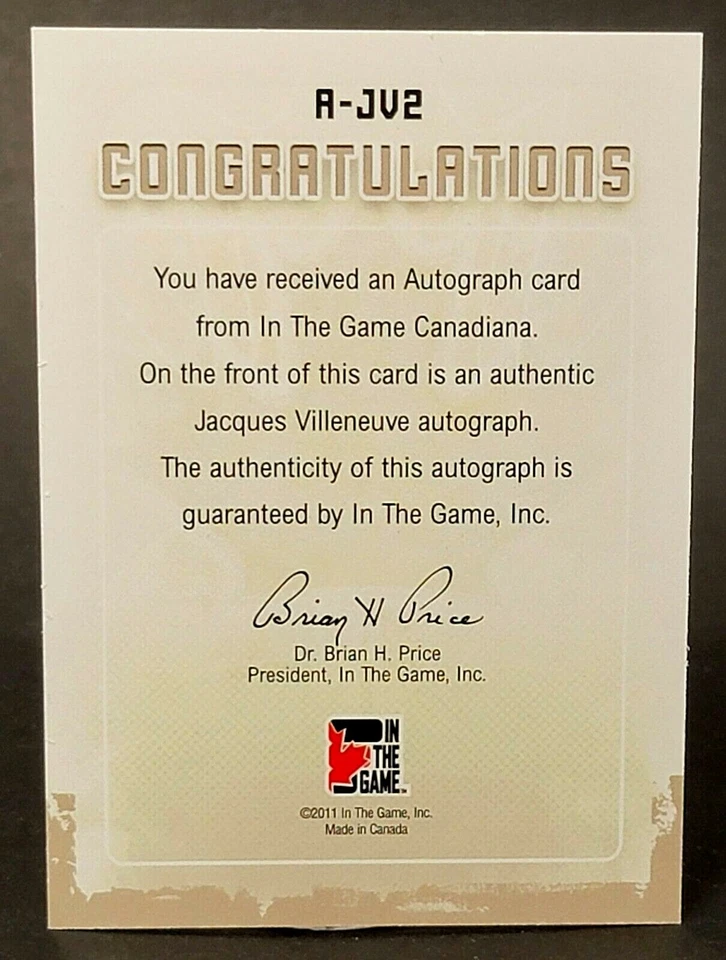 A-JV2
CONGRATULATIONS
You have received an Autograph card
from In The Game Canadiana.
On the front of this card is an authentic
Jacques Villeneuve autograph.
The authenticity of this autograph is
guaranteed by In The Game, Inc.
Brian H Price
Dr. Brian H. Price
President, In The Game, Inc.
IN
THE
GAME™
©2011 In The Game, Inc.
Made in Canada